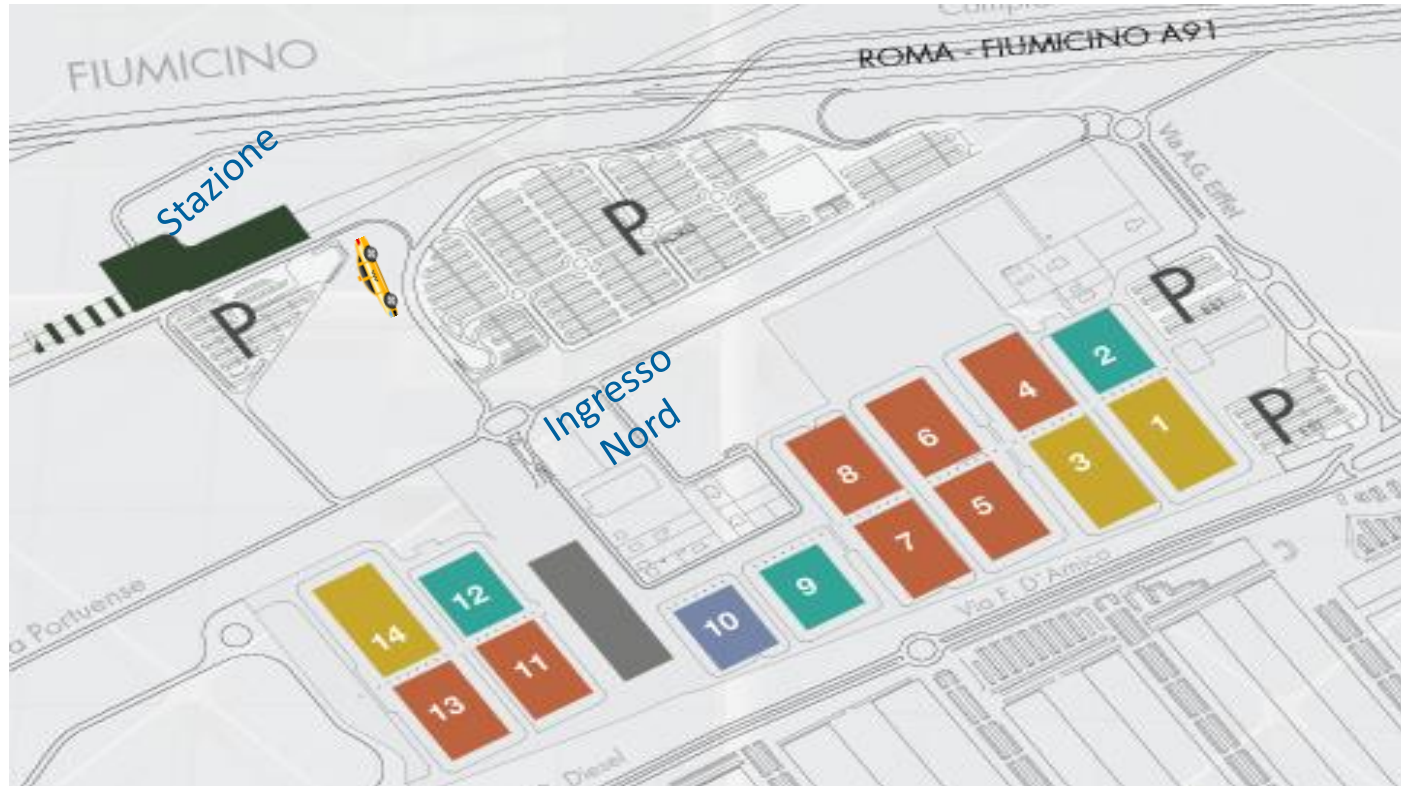 FIUMICINO
ROMA - FIUMICINO A91
Stazione
Via A.G. Eiffel
P
P
P
P
Ingresso
Nord
2
4
1
6
3
8
5
7
9
10
12
11
14
13
Portuense
Via F. D'Amico
Diesel